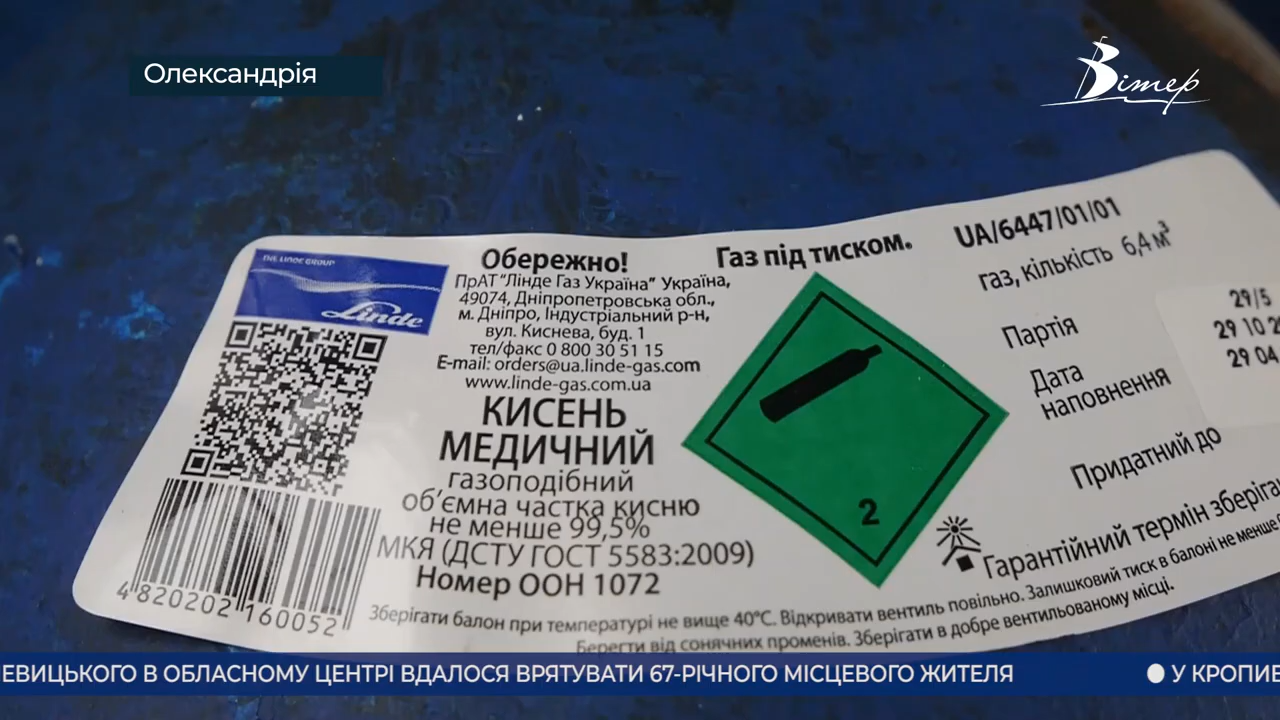 Олександрія
Вітер
THE LINDE GROUP
Linde
Обережно!
ПрАТ "Лінде Газ Україна" Україна,
49074, Дніпропетровська обл.,
м. Дніпро, Індустріальний р-н,
вул. Киснева, буд. 1
тел/факс 0 800 30 51 15
E-mail: orders@ua.linde-gas.com
www.linde-gas.com.ua
КИСЕНЬ
МЕДИЧНИЙ
газоподібний
об'ємна частка кисню
не менше 99,5%
МКЯ (ДСТУ ГОСТ 5583:2009)
Номер ООН 1072
4 820202 160052
Газ під тиском.
2
UA/6447/01/01
газ, кількість 6,4 м³
Партія
29/5
Дата
наповнення
29 10
29 04
Придатний до
Гарантійний термін
Зберігати балон при температурі не вище 40°C. Відкривати вентиль повільно. Залишковий тиск в балоні не менше
Берегти від сонячних променів. Зберігати в добре вентильованому місці.
ЕВИЦЬКОГО В ОБЛАСНОМУ ЦЕНТРІ ВДАЛОСЯ ВРЯТУВАТИ 67-РІЧНОГО МІСЦЕВОГО ЖИТЕЛЯ
У КРОПИВ